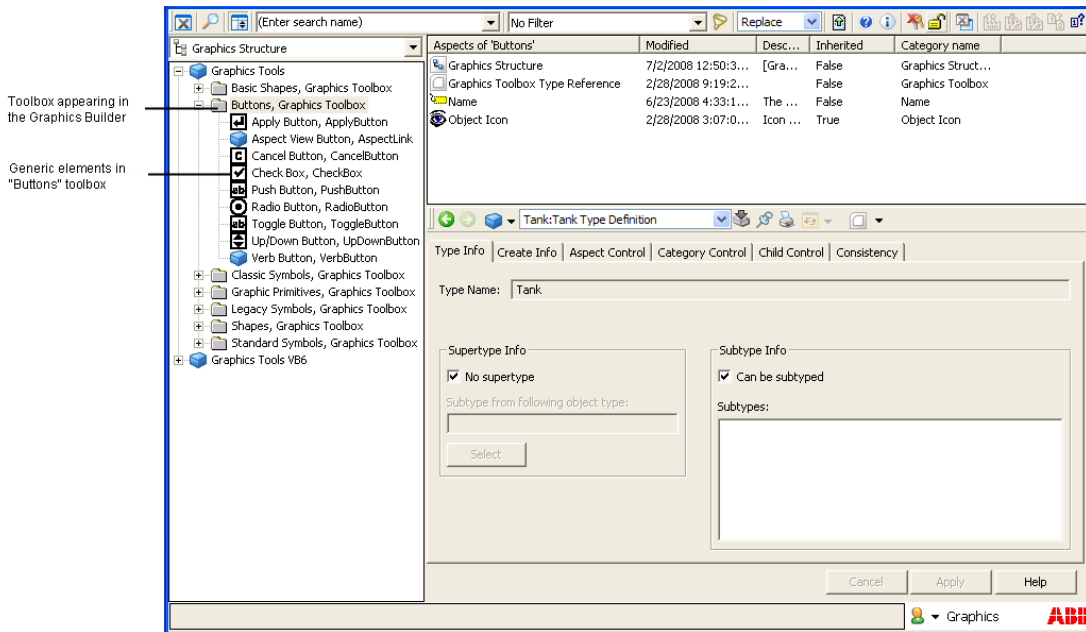 (Enter search name) No Filter Replace
Graphics Structure
Toolbox appearing in
the Graphics Builder
Generic elements in
"Buttons" toolbox
Graphics Tools
Basic Shapes, Graphics Toolbox
Buttons, Graphics Toolbox
Apply Button, ApplyButton
Aspect View Button, AspectLink
Cancel Button, CancelButton
Check Box, CheckBox
Push Button, PushButton
Radio Button, RadioButton
Toggle Button, ToggleButton
Up/Down Button, UpDownButton
Verb Button, VerbButton
Classic Symbols, Graphics Toolbox
Graphic Primitives, Graphics Toolbox
Legacy Symbols, Graphics Toolbox
Shapes, Graphics Toolbox
Standard Symbols, Graphics Toolbox
Graphics Tools VB6
Aspects of 'Buttons' Modified Desc... Inherited Category name
Graphics Structure 7/2/2008 12:50:3... [Gra... False Graphics Struct...
Graphics Toolbox Type Reference 2/28/2008 9:19:2... False Graphics Toolbox
Name 6/23/2008 4:33:1... The ... False Name
Object Icon 2/28/2008 3:07:0... Icon ... True Object Icon
Tank:Tank Type Definition
Type Info Create Info Aspect Control Category Control Child Control Consistency
Type Name: Tank
Supertype Info
No supertype
Subtype from following object type:
Select
Subtype Info
Can be subtyped
Subtypes:
Cancel Apply Help
Graphics ABB